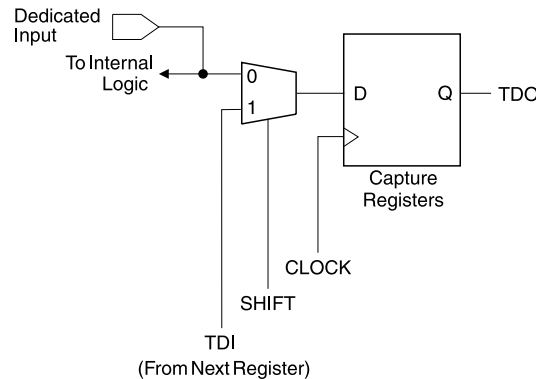 Dedicated
Input
To Internal
Logic
0
1
D
Q
TDO
Capture
Registers
CLOCK
SHIFT
TDI
(From Next Register)